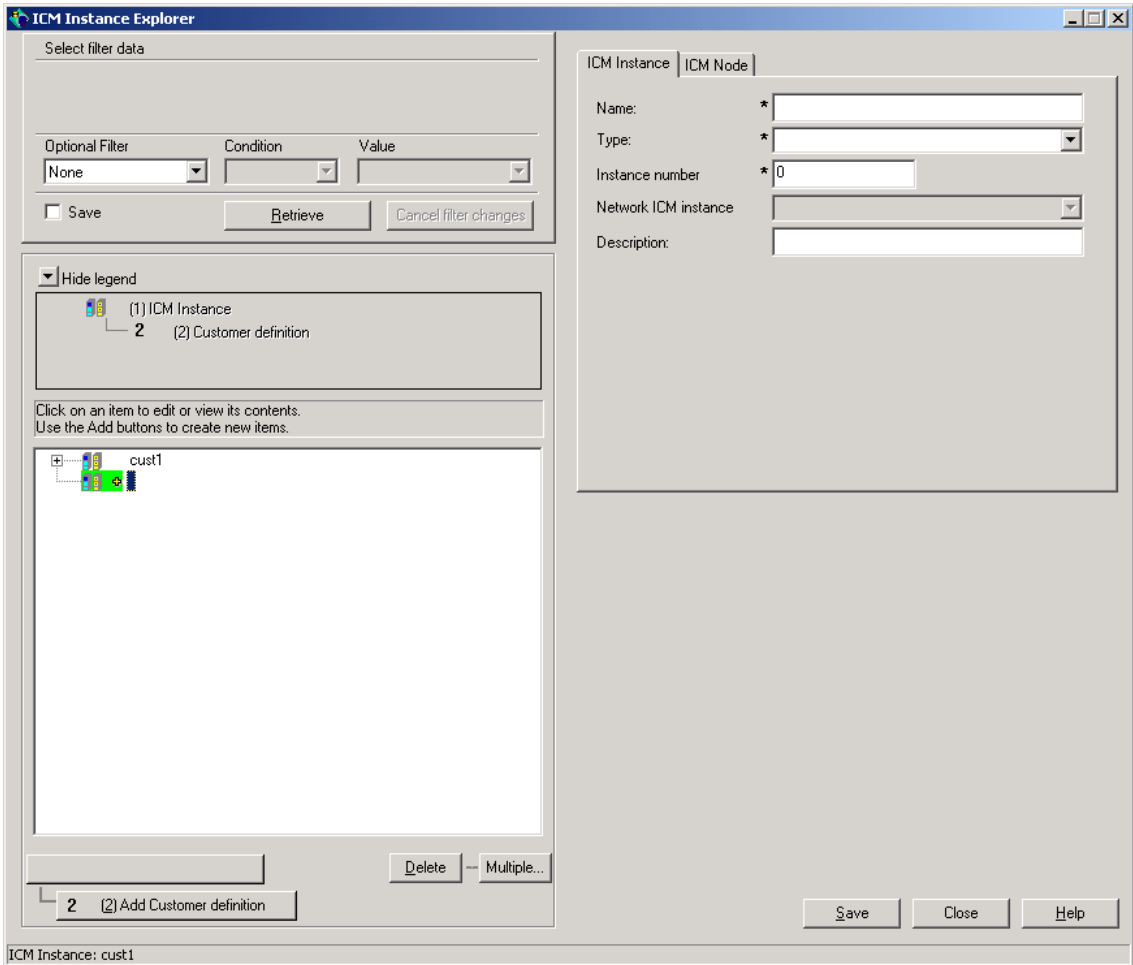 ICM Instance Explorer
Select filter data
Optional Filter Condition Value
None
Save Retrieve Cancel filter changes
Hide legend
(1) ICM Instance
2 (2) Customer definition
Click on an item to edit or view its contents.
Use the Add buttons to create new items.
cust1
Delete Multiple...
2 (2) Add Customer definition
ICM Instance ICM Node
Name: *
Type: *
Instance number * 0
Network ICM instance
Description:
Save Close Help
ICM Instance: cust1